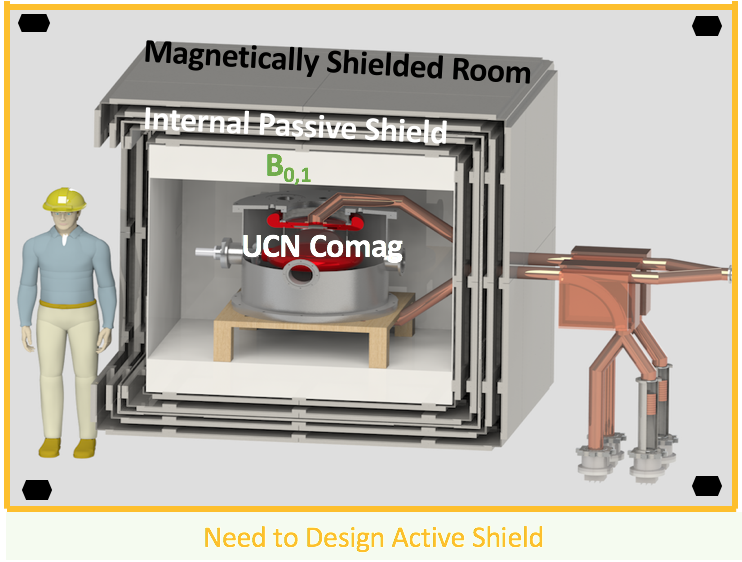 Magnetically Shielded Room
Internal Passive Shield
B0,1
UCN Comag
Need to Design Active Shield